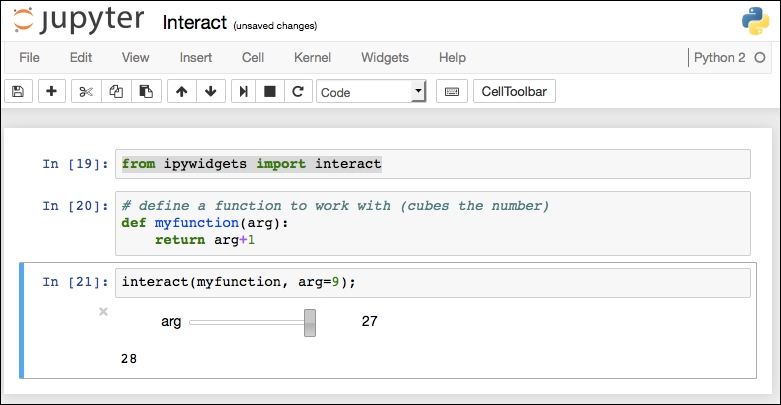 jupyter Interact (unsaved changes)
File Edit View Insert Cell Kernel Widgets Help Python 2
Code CellToolbar
In [19]: from ipywidgets import interact
In [20]: # define a function to work with (cubes the number)
def myfunction(arg):
    return arg+1
In [21]: interact(myfunction, arg=9);
arg 27
28